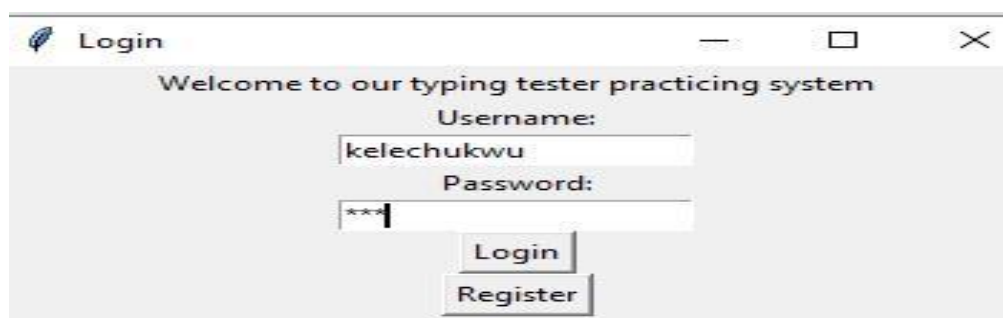 Login
Welcome to our typing tester practicing system
Username:
kelechukwu
Password:
***
Login
Register